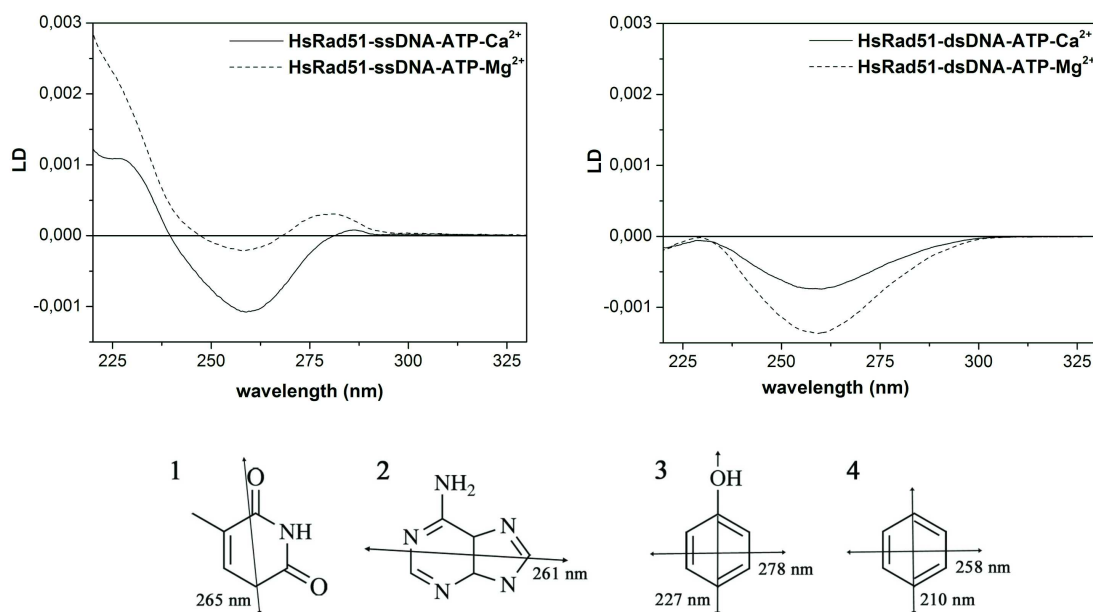 0,003
0,002
0,001
0,000
-0,001
LD
HsRad51-ssDNA-ATP-Ca2+
HsRad51-ssDNA-ATP-Mg2+
225 250 275 300 325
wavelength (nm)
0,003
0,002
0,001
0,000
-0,001
LD
HsRad51-dsDNA-ATP-Ca2+
HsRad51-dsDNA-ATP-Mg2+
225 250 275 300 325
wavelength (nm)
1
O
NH
O
265 nm
2
NH2
N
N
N
N
261 nm
3
OH
278 nm
227 nm
4
258 nm
210 nm